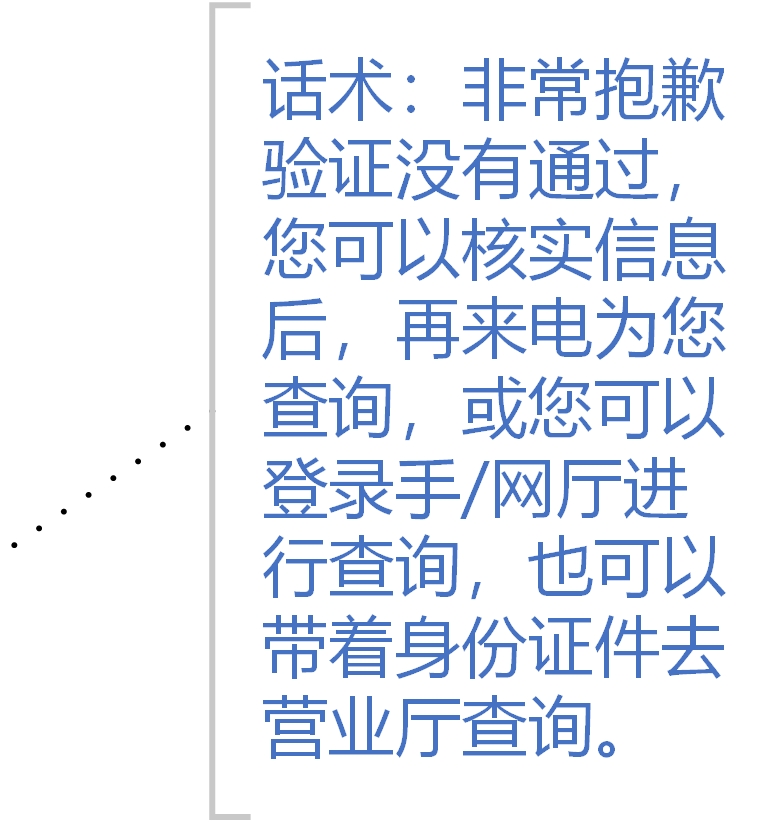 话术：非常抱歉
验证没有通过，
您可以核实信息
后，再来电为您
查询，或您可以
登录手/网厅进
行查询，也可以
带着身份证件去
营业厅查询。